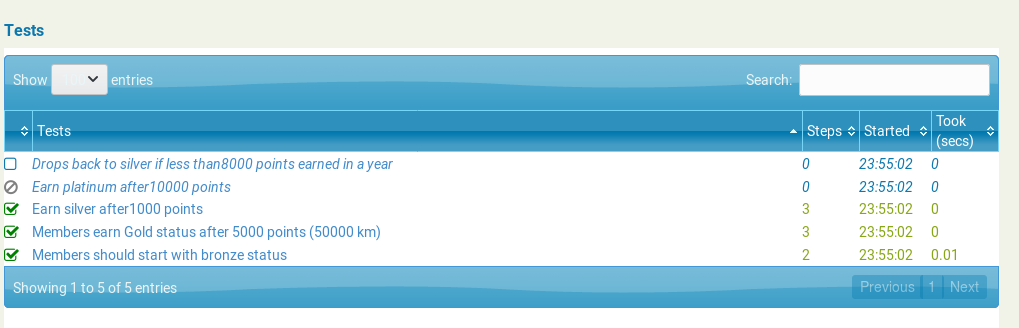 Tests
Show entries Search:
Tests Steps Started Took (secs)
Drops back to silver if less than8000 points earned in a year 0 23:55:02 0
Earn platinum after10000 points 0 23:55:02 0
Earn silver after1000 points 3 23:55:02 0
Members earn Gold status after 5000 points (50000 km) 3 23:55:02 0
Members should start with bronze status 2 23:55:02 0.01
Showing 1 to 5 of 5 entries Previous 1 Next